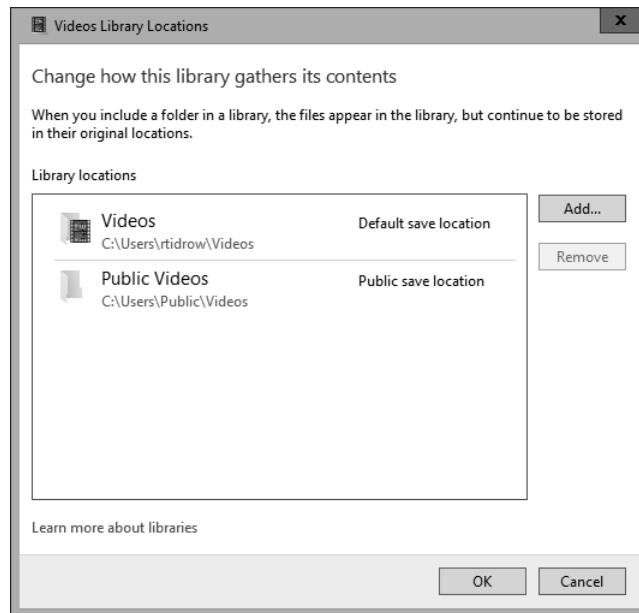 Videos Library Locations
x
Change how this library gathers its contents
When you include a folder in a library, the files appear in the library, but continue to be stored
in their original locations.
Library locations
Videos
Default save location
Add...
C:\Users\rtidrow\Videos
Remove
Public Videos
Public save location
C:\Users\Public\Videos
Learn more about libraries
OK
Cancel